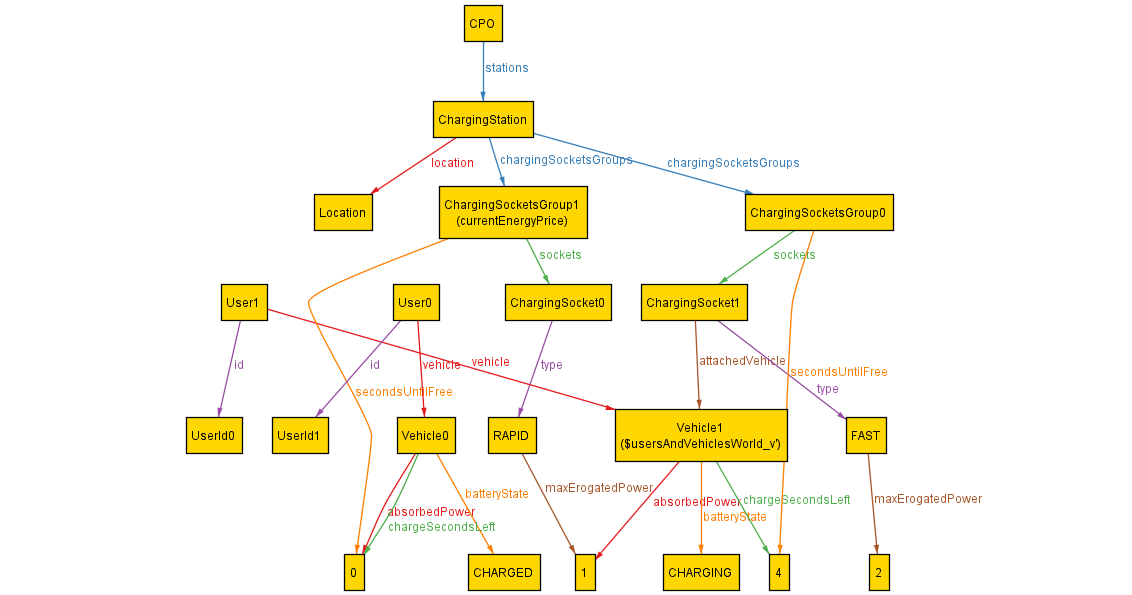 CPO
stations
ChargingStation
location
chargingSocketsGroups
chargingSocketsGroups
Location
ChargingSocketsGroup1
(currentEnergyPrice)
ChargingSocketsGroup0
sockets
sockets
User1
User0
ChargingSocket0
ChargingSocket1
id
id
vehicle
vehicle
type
attachedVehicle
secondsUntilFree
type
secondsUntilFree
UserId0
UserId1
Vehicle0
RAPID
Vehicle1
($usersAndVehiclesWorld_v')
FAST
batteryState
maxErogatedPower
absorbedPower
chargeSecondsLeft
maxErogatedPower
absorbedPower
chargeSecondsLeft
batteryState
0
CHARGED
1
CHARGING
4
2